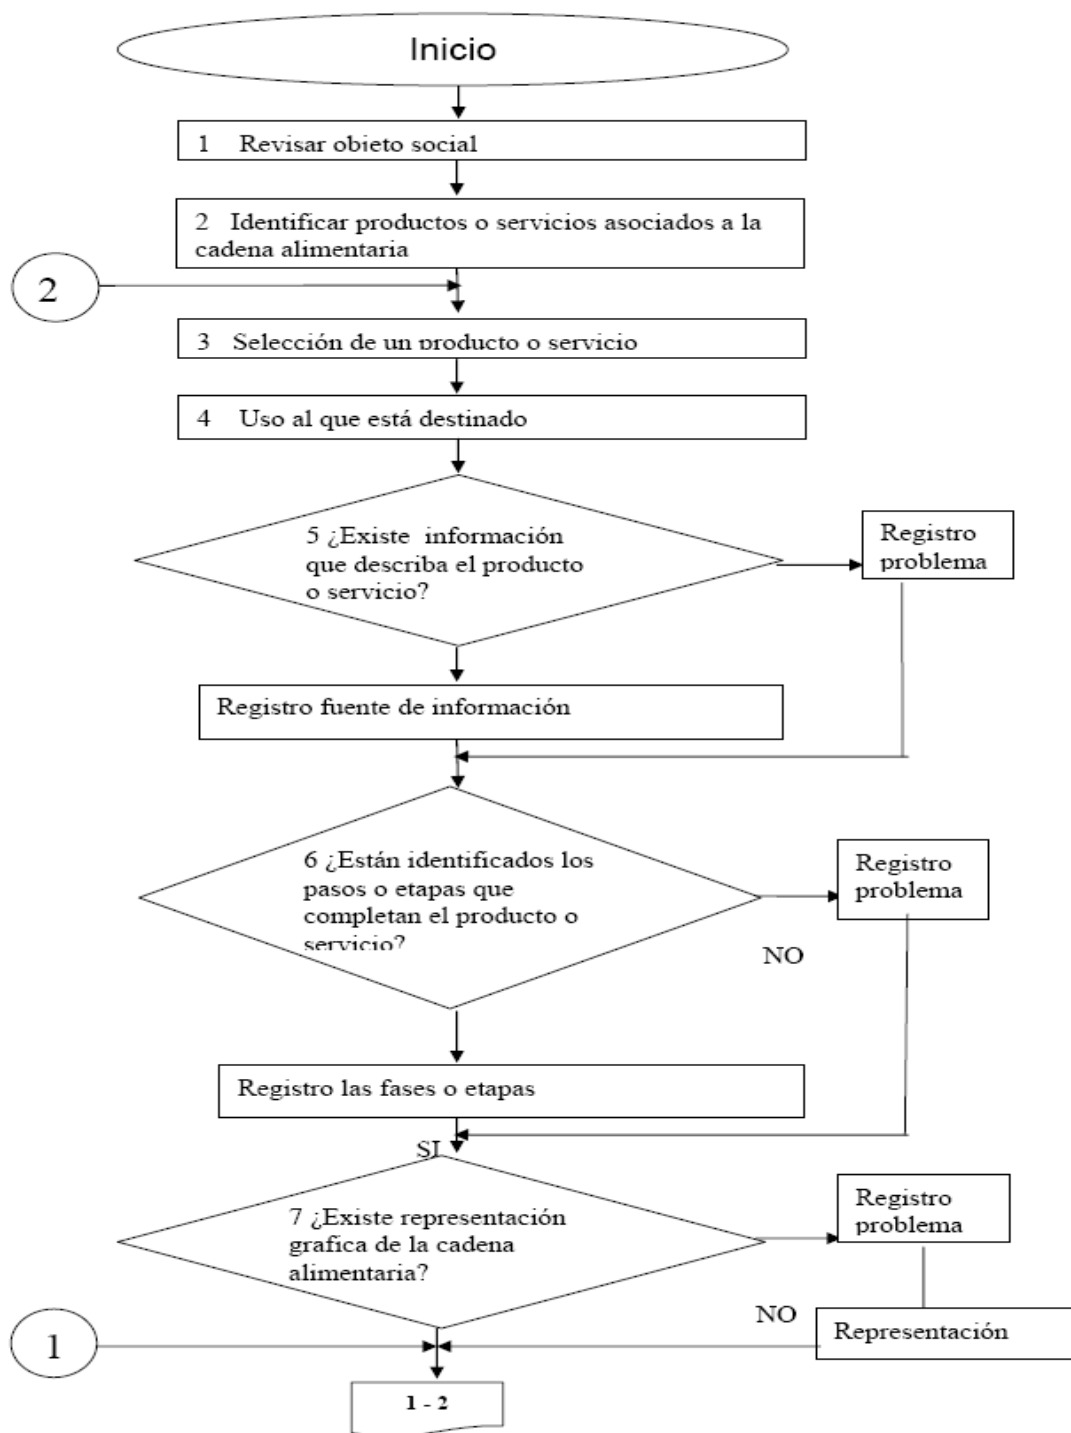 Inicio
1 Revisar objeto social
2 Identificar productos o servicios asociados a la
cadena alimentaria
2
3 Selección de un producto o servicio
4 Uso al que está destinado
5 ¿Existe información
que describa el producto
o servicio?
Registro
problema
Registro fuente de información
6 ¿Están identificados los
pasos o etapas que
completan el producto o
servicio?
Registro
problema
NO
Registro las fases o etapas
SI
7 ¿Existe representación
grafica de la cadena
alimentaria?
Registro
problema
NO
Representación
1
1 - 2